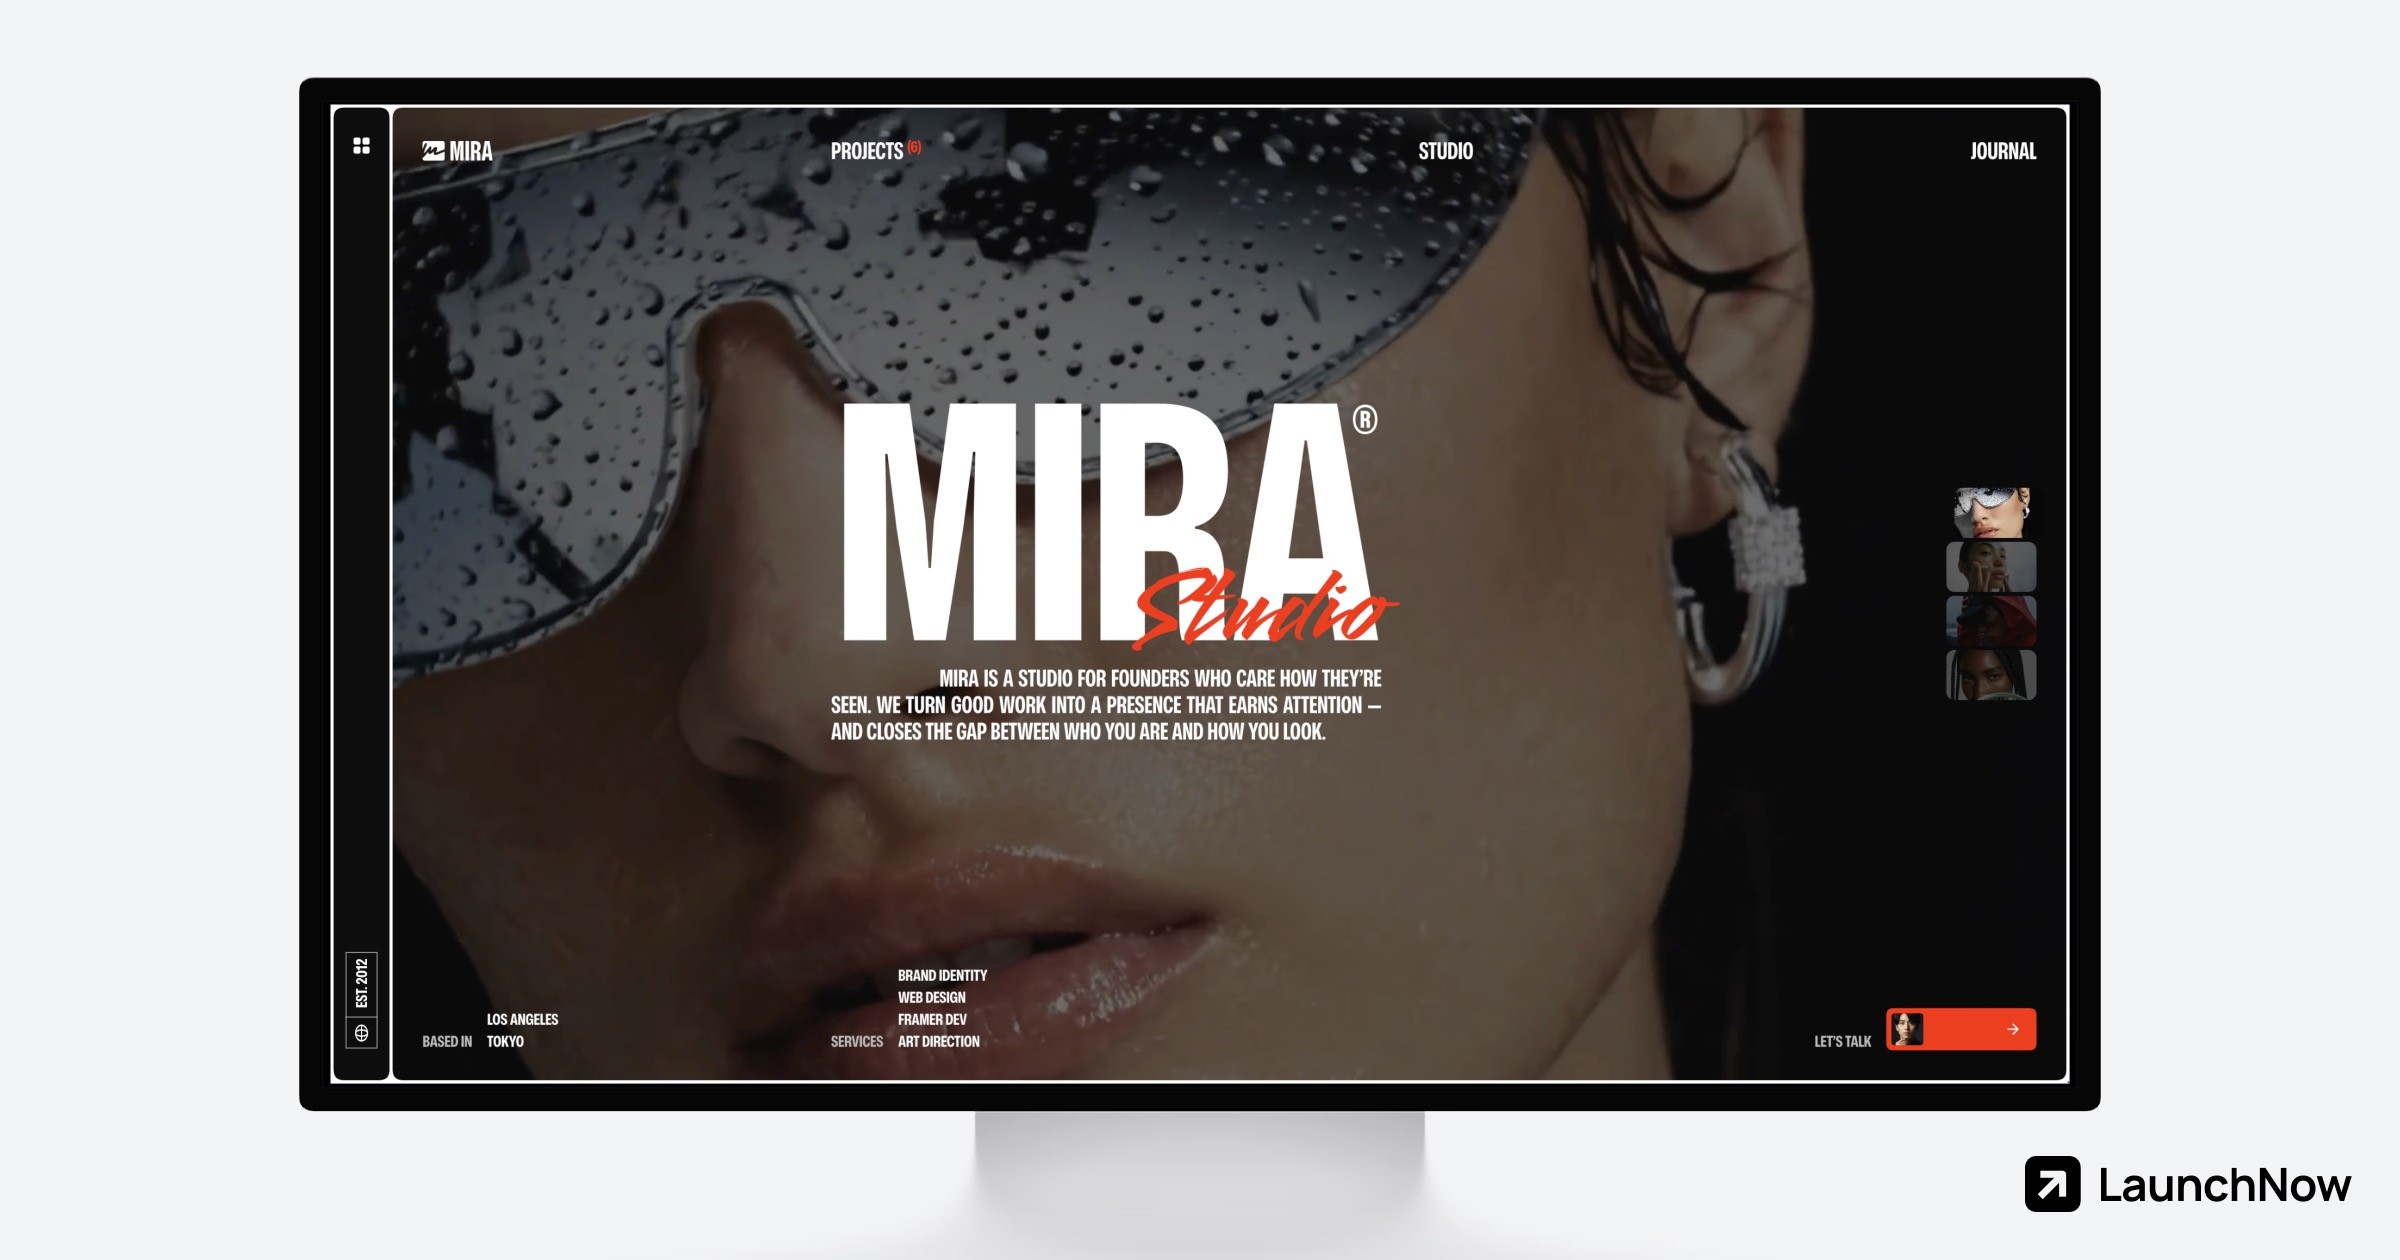 MIRA
PROJECTS (6)
STUDIO
JOURNAL
MIRA®
Studio
MIRA IS A STUDIO FOR FOUNDERS WHO CARE HOW THEY’RE
SEEN. WE TURN GOOD WORK INTO A PRESENCE THAT EARNS ATTENTION –
AND CLOSES THE GAP BETWEEN WHO YOU ARE AND HOW YOU LOOK.
EST. 2012
BASED IN
LOS ANGELES
TOKYO
SERVICES
BRAND IDENTITY
WEB DESIGN
FRAMER DEV
ART DIRECTION
LET’S TALK
LaunchNow